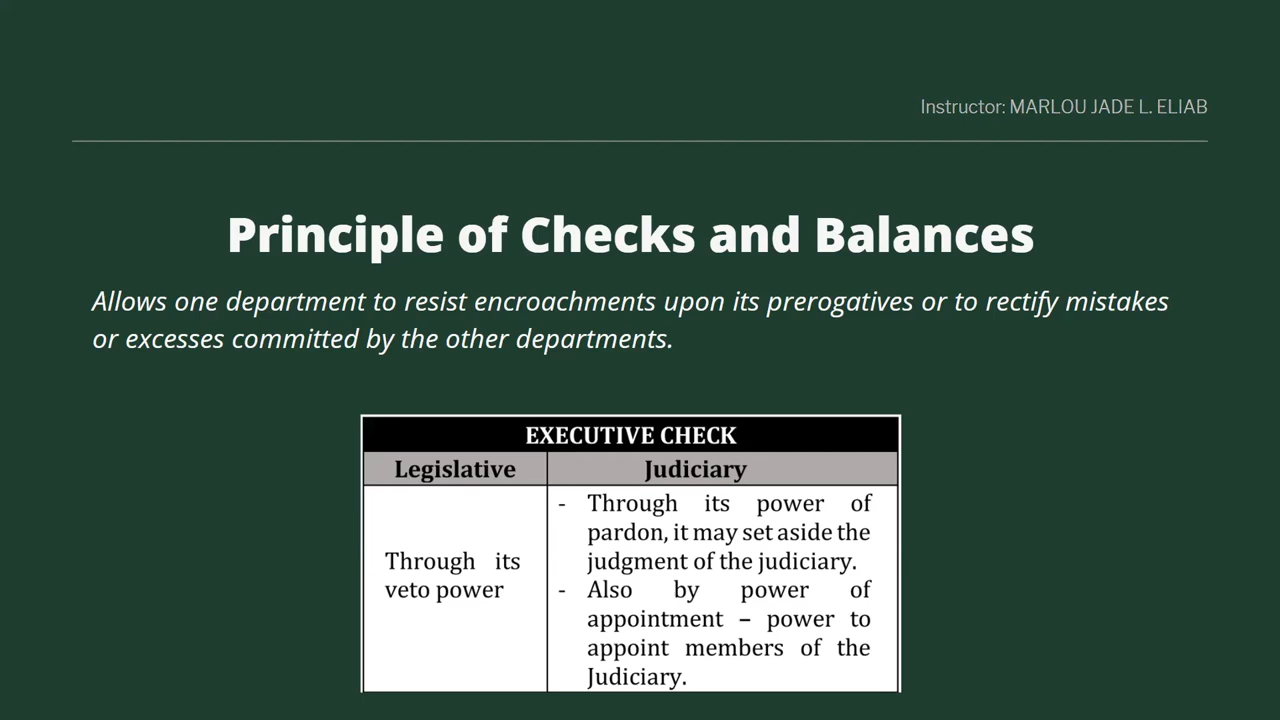 Instructor: MARLOU JADE L. ELIAB
Principle of Checks and Balances
Allows one department to resist encroachments upon its prerogatives or to rectify mistakes
or excesses committed by the other departments.
EXECUTIVE CHECK
Legislative
Judiciary
Through its
veto power
- Through its power of
pardon, it may set aside the
judgment of the judiciary.
- Also by power of
appointment – power to
appoint members of the
Judiciary.